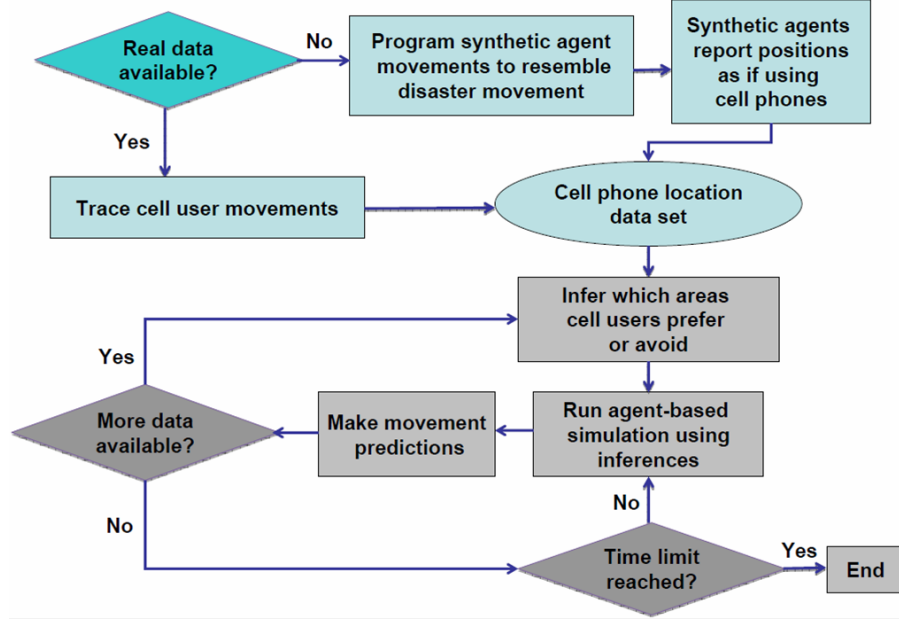 Real data
available?
No
Program synthetic agent
movements to resemble
disaster movement
Synthetic agents
report positions
as if using
cell phones
Yes
Trace cell user movements
Cell phone location
data set
Infer which areas
cell users prefer
or avoid
Yes
More data
available?
Make movement
predictions
Run agent-based
simulation using
inferences
No
No
Time limit
reached?
Yes
End